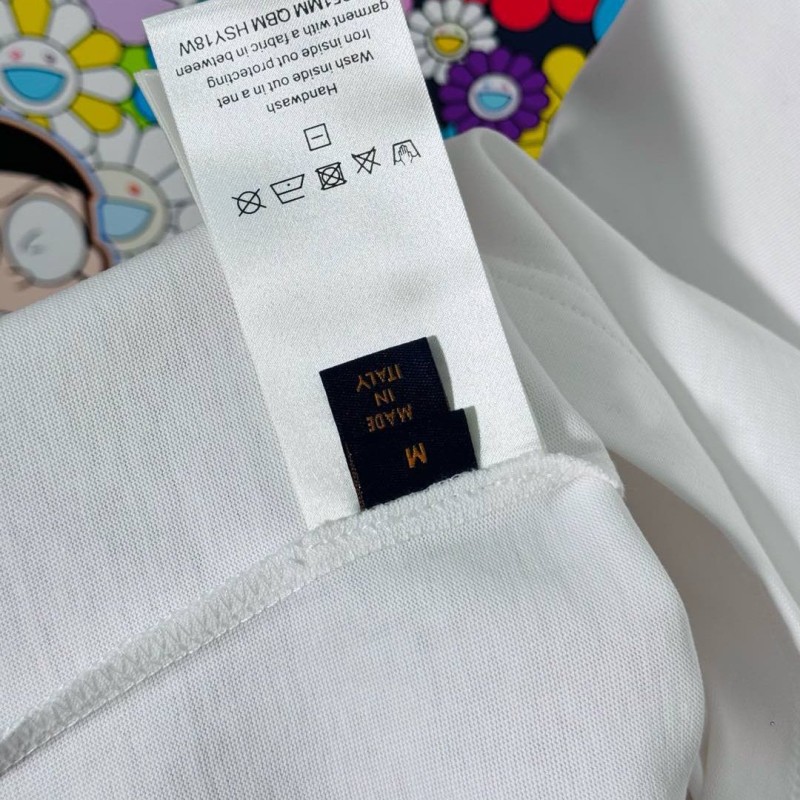 M
MADE
IN
ITALY
Handwash
Wash inside out in a net
Iron inside out protecting
garment with a fabric in between
QBM HSY18W